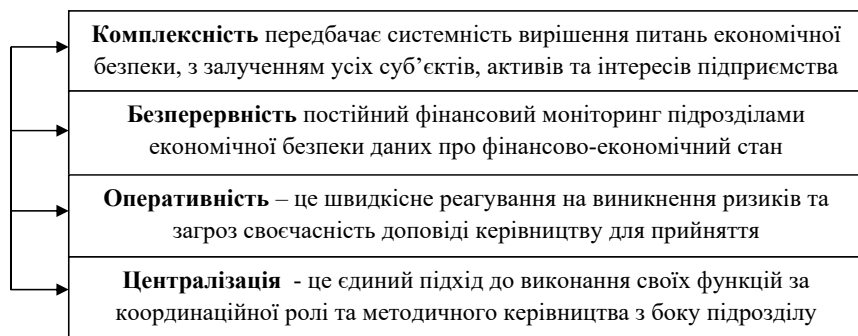 Комплексність передбачає системність вирішення питань економічної
безпеки, з залученням усіх суб’єктів, активів та інтересів підприємства
Безперервність постійний фінансовий моніторинг підрозділами
економічної безпеки даних про фінансово-економічний стан
Оперативність – це швидкісне реагування на виникнення ризиків та
загроз своєчасність доповіді керівництву для прийняття
Централізація - це єдиний підхід до виконання своїх функцій за
координаційної ролі та методичного керівництва з боку підрозділу